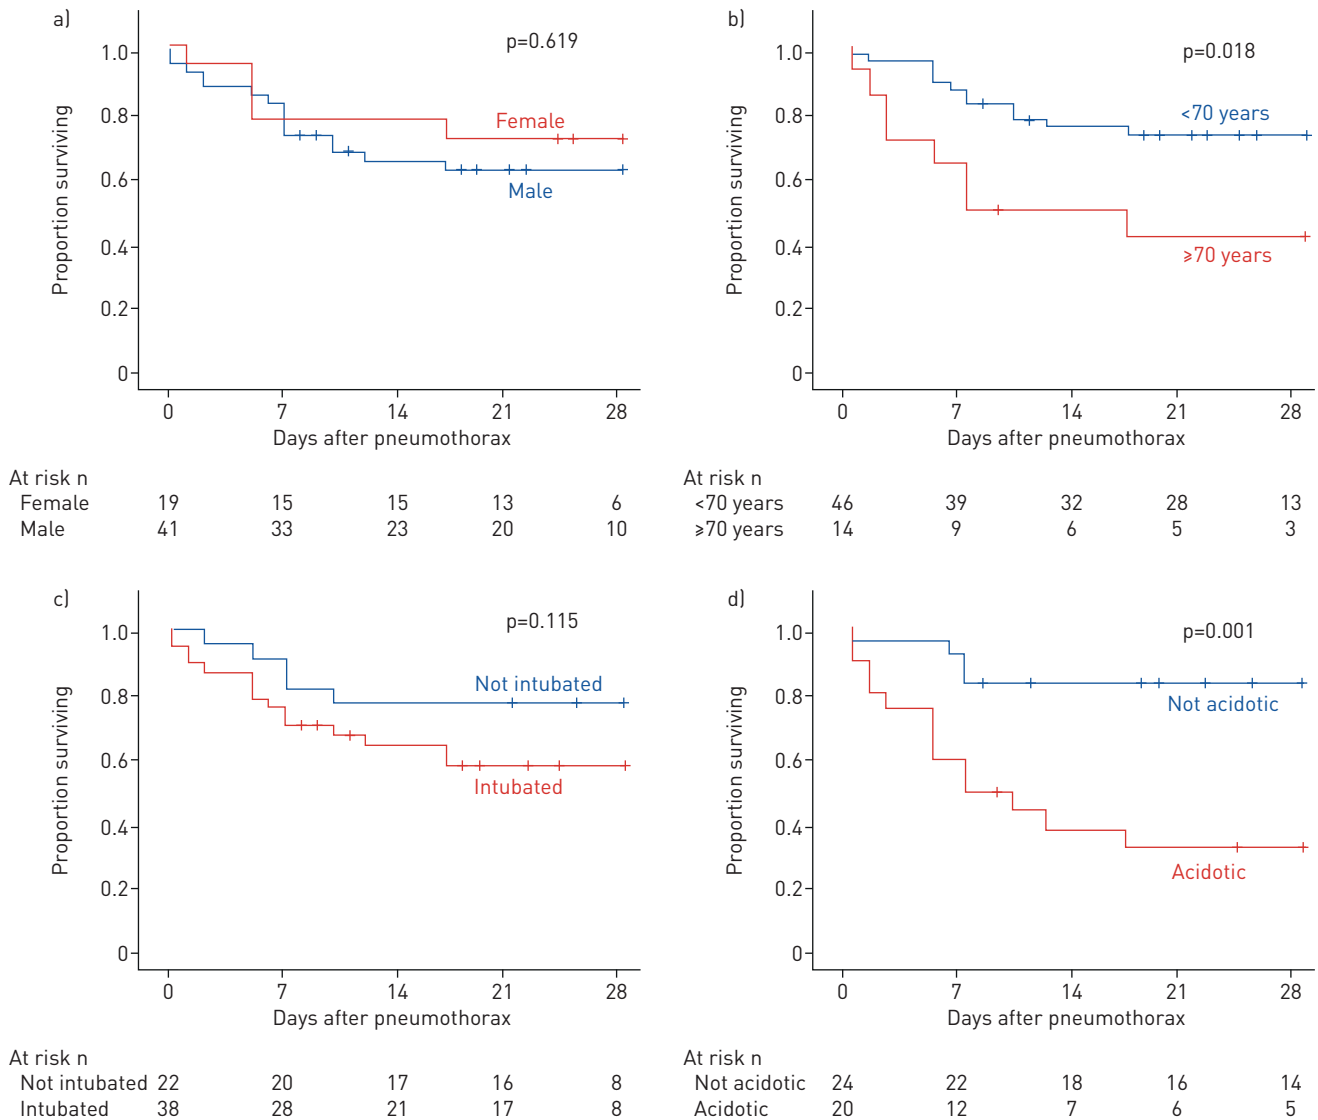 a)
p=0.619
1.0
0.8
0.6
0.4
0.2
0
Proportion surviving
Female
Male
0 7 14 21 28
Days after pneumothorax
At risk n
Female 19 15 15 13 6
Male 41 33 23 20 10
b)
p=0.018
1.0
0.8
0.6
0.4
0.2
0
Proportion surviving
<70 years
⩾70 years
0 7 14 21 28
Days after pneumothorax
At risk n
<70 years 46 39 32 28 13
⩾70 years 14 9 6 5 3
c)
p=0.115
1.0
0.8
0.6
0.4
0.2
0
Proportion surviving
Not intubated
Intubated
0 7 14 21 28
Days after pneumothorax
At risk n
Not intubated 22 20 17 16 8
Intubated 38 28 21 17 8
d)
p=0.001
1.0
0.8
0.6
0.4
0.2
0
Proportion surviving
Not acidotic
Acidotic
0 7 14 21 28
Days after pneumothorax
At risk n
Not acidotic 24 22 18 16 14
Acidotic 20 12 7 6 5